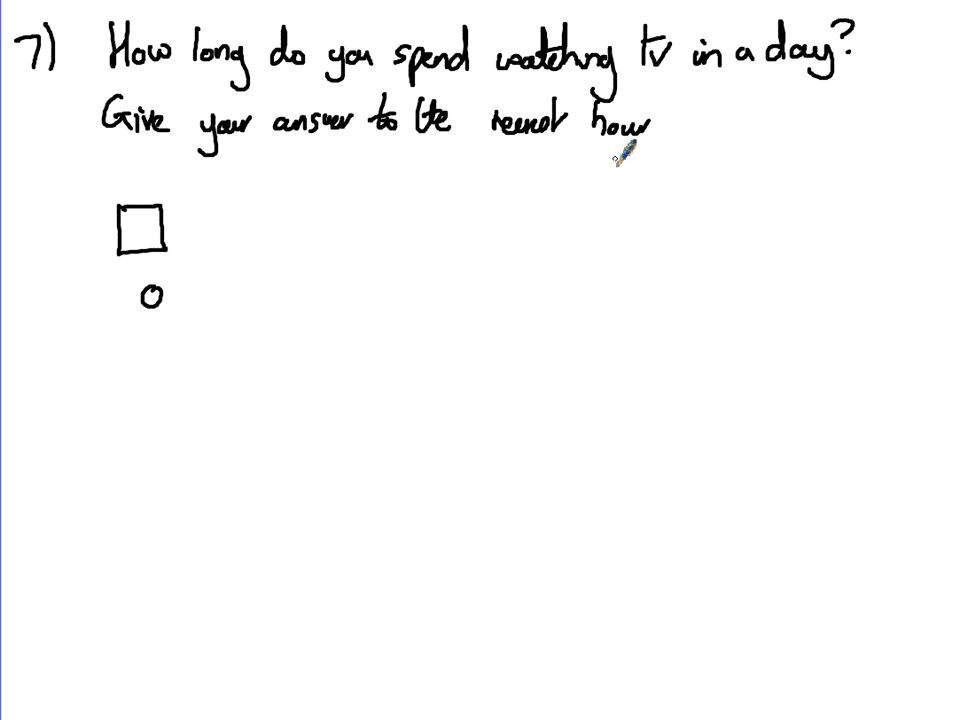 7) How long do you spend watching tv in a day?
Give your answer to the nearest hour
0